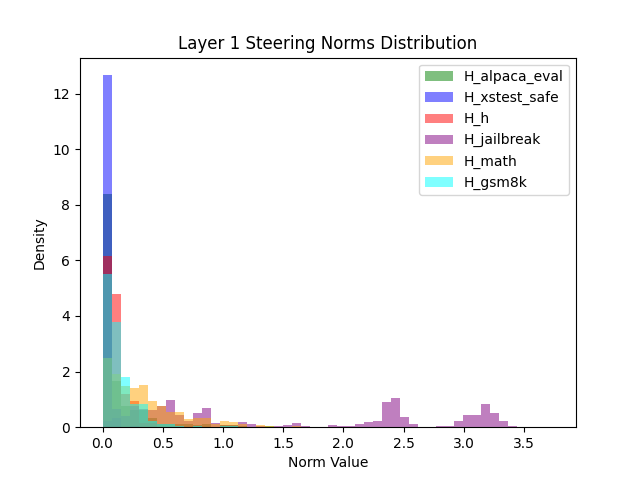 Layer 1 Steering Norms Distribution
H_alpaca_eval
H_xstest_safe
H_h
H_jailbreak
H_math
H_gsm8k
Density
12
10
8
6
4
2
0
0.0 0.5 1.0 1.5 2.0 2.5 3.0 3.5
Norm Value